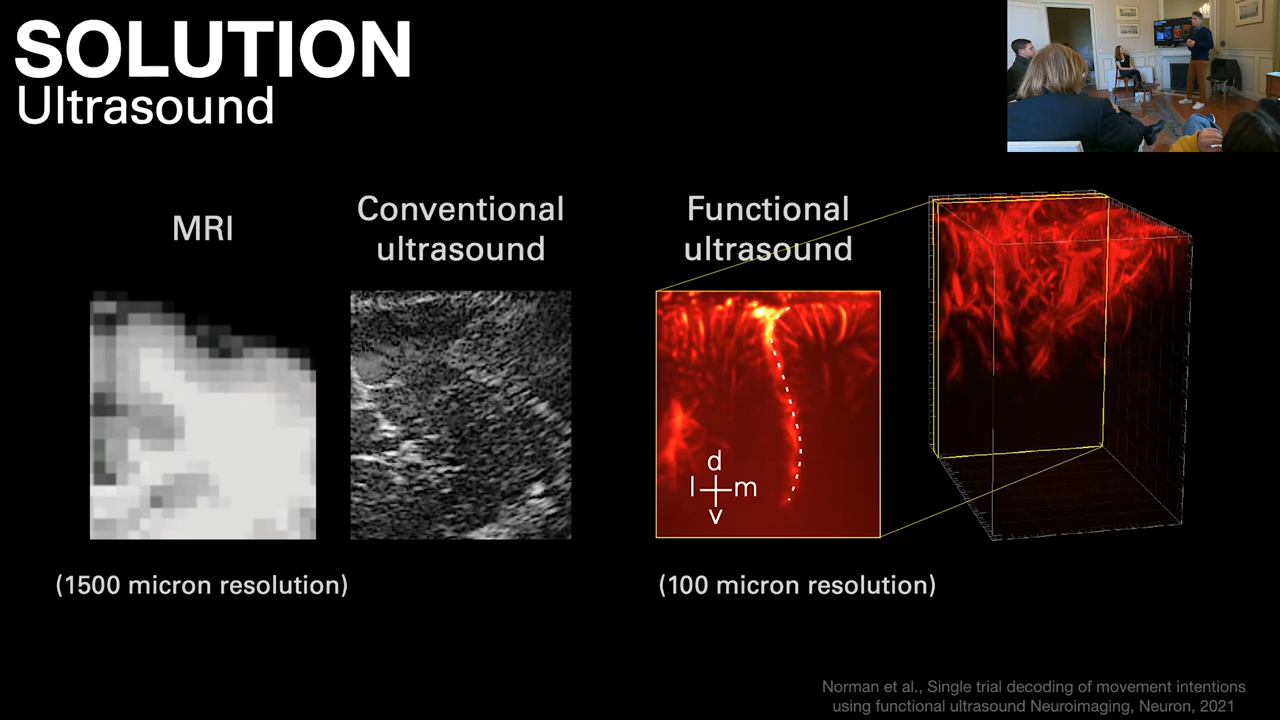 SOLUTION
Ultrasound
MRI
Conventional
ultrasound
Functional
ultrasound
d
l m
v
(1500 micron resolution)
(100 micron resolution)
Norman et al., Single trial decoding of movement intentions
using functional ultrasound Neuroimaging, Neuron, 2021